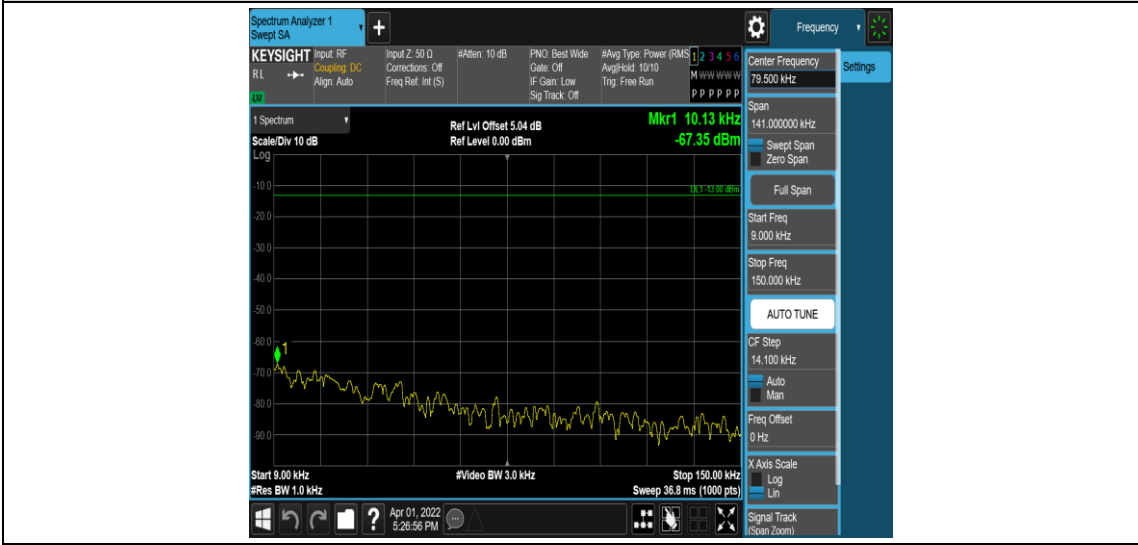 Spectrum Analyzer 1
Swept SA
+
Frequency
KEYSIGHT
RL
LNI
Input: RF
Coupling: DC
Align: Auto
Input Z: 50 Ω
Corrections: Off
Freq Ref: Int (S)
#Atten: 10 dB
PNO: Best Wide
Gate: Off
IF Gain: Low
Sig Track: Off
#Avg Type: Power (RMS
Avg|Hold: 10/10
Trig: Free Run
1 2 3 4 5 6
M W W W W W
P P P P P P
1 Spectrum
Scale/Div 10 dB
Log
Ref Lvl Offset 5.04 dB
Ref Level 0.00 dBm
Mkr1 10.13 kHz
-67.35 dBm
DL1 -13.00 dBm
-10.0
-20.0
-30.0
-40.0
-50.0
-60.0
1
-70.0
-80.0
-90.0
Start 9.00 kHz
#Res BW 1.0 kHz
#Video BW 3.0 kHz
Stop 150.00 kHz
Sweep 36.8 ms (1000 pts)
?
Apr 01, 2022
5:26:56 PM
Center Frequency
79.500 kHz
Settings
Span
141.000000 kHz
Swept Span
Zero Span
Full Span
Start Freq
9.000 kHz
Stop Freq
150.000 kHz
AUTO TUNE
CF Step
14.100 kHz
Auto
Man
Freq Offset
0 Hz
X Axis Scale
Log
Lin
Signal Track
(Span Zoom)